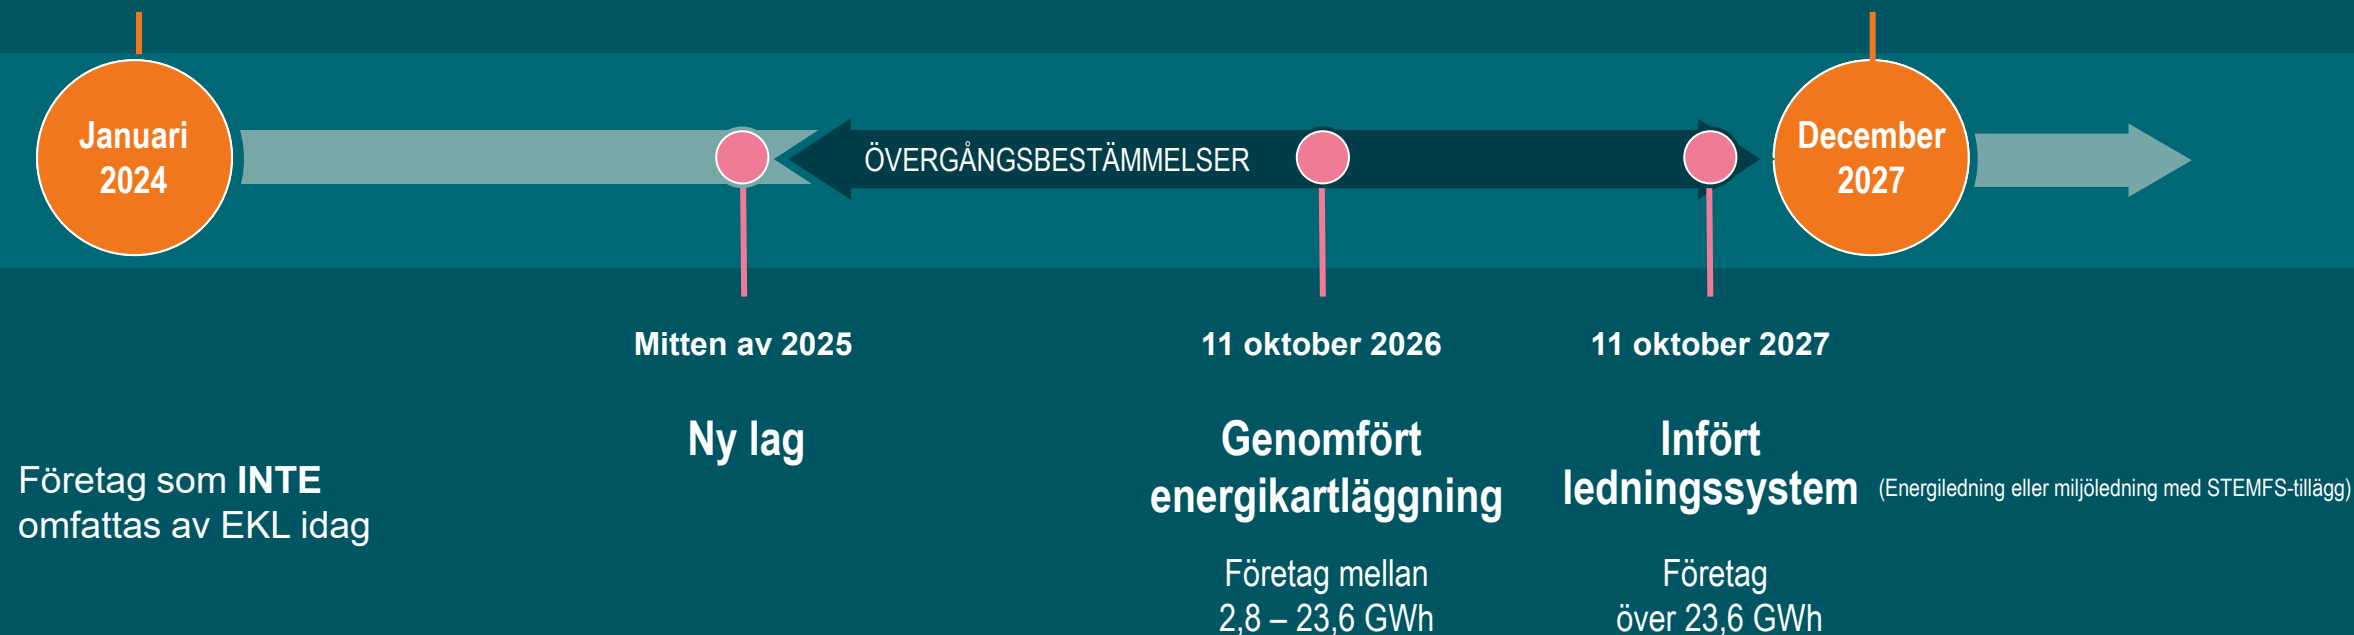 Januari
2024
ÖVERGÅNGSBESTÄMMELSER
December
2027
Mitten av 2025
11 oktober 2026
11 oktober 2027
Ny lag
Genomfört
energikartläggning
Infört
ledningssystem (Energiledning eller miljöledning med STEMFS-tillägg)
Företag som INTE
omfattas av EKL idag
Företag mellan
2,8 – 23,6 GWh
Företag
över 23,6 GWh